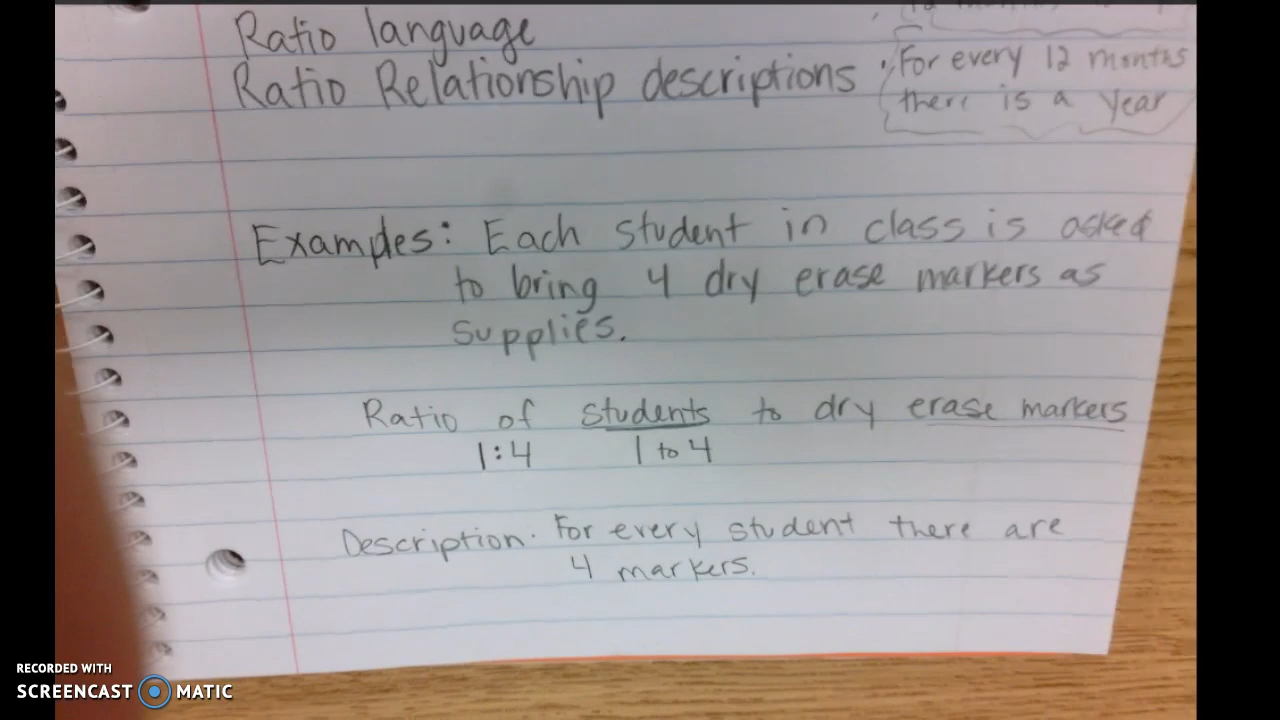 Ratio language
Ratio Relationship descriptions
For every 12 months
there is a year
Examples: Each student in class is asked
to bring 4 dry erase markers as
supplies.
Ratio of students to dry erase markers
1:4 1 to 4
Description. For every student there are
4 markers.
RECORDED WITH
SCREENCAST MATIC